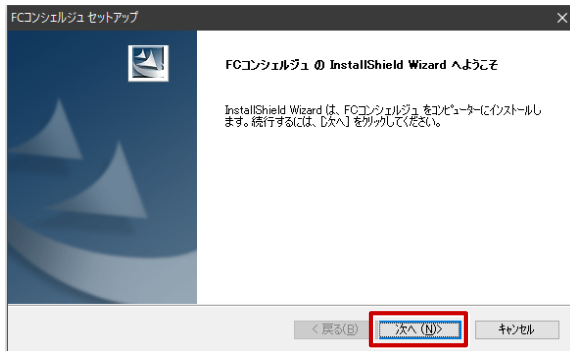 FCコンシェルジュ セットアップ
FCコンシェルジュ の InstallShield Wizard へようこそ
InstallShield Wizard は、FCコンシェルジュ をコンピューターにインストールし
ます。続行するには、[次へ] をクリックしてください。
< 戻る(B)
次へ (N)>
キャンセル